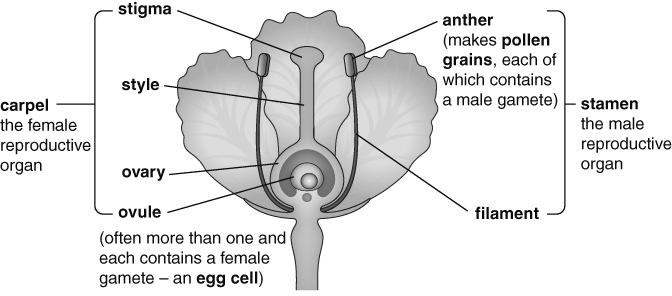 stigma
style
carpel
the female
reproductive
organ
ovary
ovule
(often more than one and
each contains a female
gamete – an egg cell)
anther
(makes pollen
grains, each of
which contains
a male gamete)
stamen
the male
reproductive
organ
filament